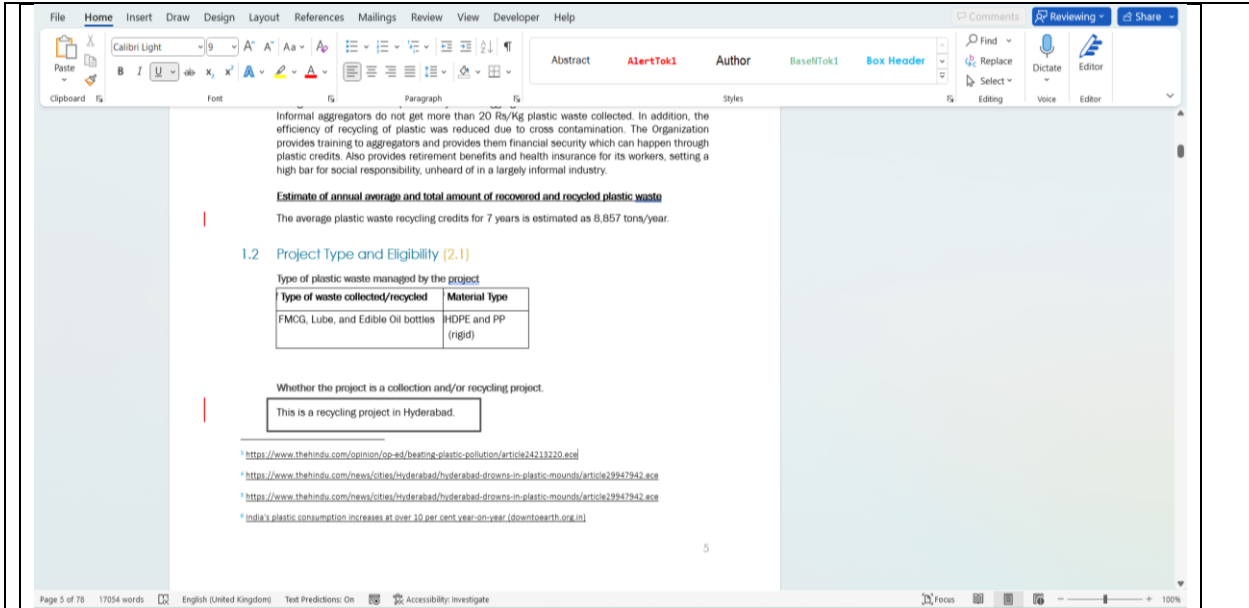 File Home Insert Draw Design Layout References Mailings Review View Developer Help Comments Reviewing Share
Paste
Calibri Light 9 A A Aa A
B I U ab x, x² A A
Abstract AlertTok1 Author BaseNTok1 Box Header
Find
Replace
Select
Dictate
Editor
Clipboard Font Paragraph Styles Editing Voice Editor
Informal aggregators do not get more than 20 Rs/Kg plastic waste collected. In addition, the
efficiency of recycling of plastic was reduced due to cross contamination. The Organization
provides training to aggregators and provides them financial security which can happen through
plastic credits. Also provides retirement benefits and health insurance for its workers, setting a
high bar for social responsibility, unheard of in a largely informal industry.
Estimate of annual average and total amount of recovered and recycled plastic waste
The average plastic waste recycling credits for 7 years is estimated as 8,857 tons/year.
1.2 Project Type and Eligibility (2.1)
Type of plastic waste managed by the project
Type of waste collected/recycled Material Type
FMCG, Lube, and Edible Oil bottles HDPE and PP
(rigid)
Whether the project is a collection and/or recycling project.
This is a recycling project in Hyderabad.
https://www.thehindu.com/opinion/op-ed/beating-plastic-pollution/article24213220.ece
https://www.thehindu.com/news/cities/Hyderabad/hyderabad-drowns-in-plastic-mounds/article29947942.ece
https://www.thehindu.com/news/cities/Hyderabad/hyderabad-drowns-in-plastic-mounds/article29947942.ece
India's plastic consumption increases at over 10 per cent year-on-year (downtoearth.org.in)
5
Page 5 of 78 17054 words English (United Kingdom) Text Predictions: On Accessibility: Investigate Focus 100%